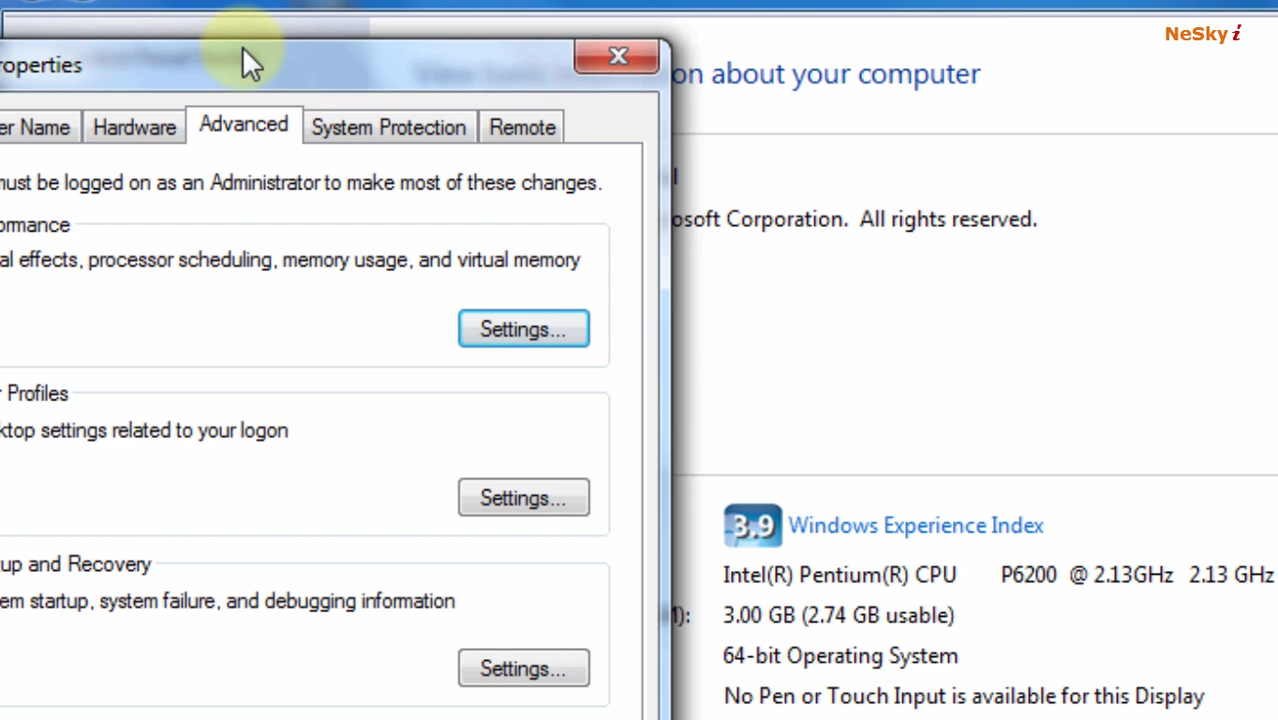 NeSky i
roperties
on about your computer
er Name
Hardware
Advanced
System Protection
Remote
must be logged on as an Administrator to make most of these changes.
ormance
al effects, processor scheduling, memory usage, and virtual memory
Settings...
r Profiles
ktop settings related to your logon
Settings...
up and Recovery
em startup, system failure, and debugging information
Settings...
osoft Corporation.  All rights reserved.
3.9 Windows Experience Index
Intel(R) Pentium(R) CPU P6200 @ 2.13GHz 2.13 GHz
3.00 GB (2.74 GB usable)
64-bit Operating System
No Pen or Touch Input is available for this Display